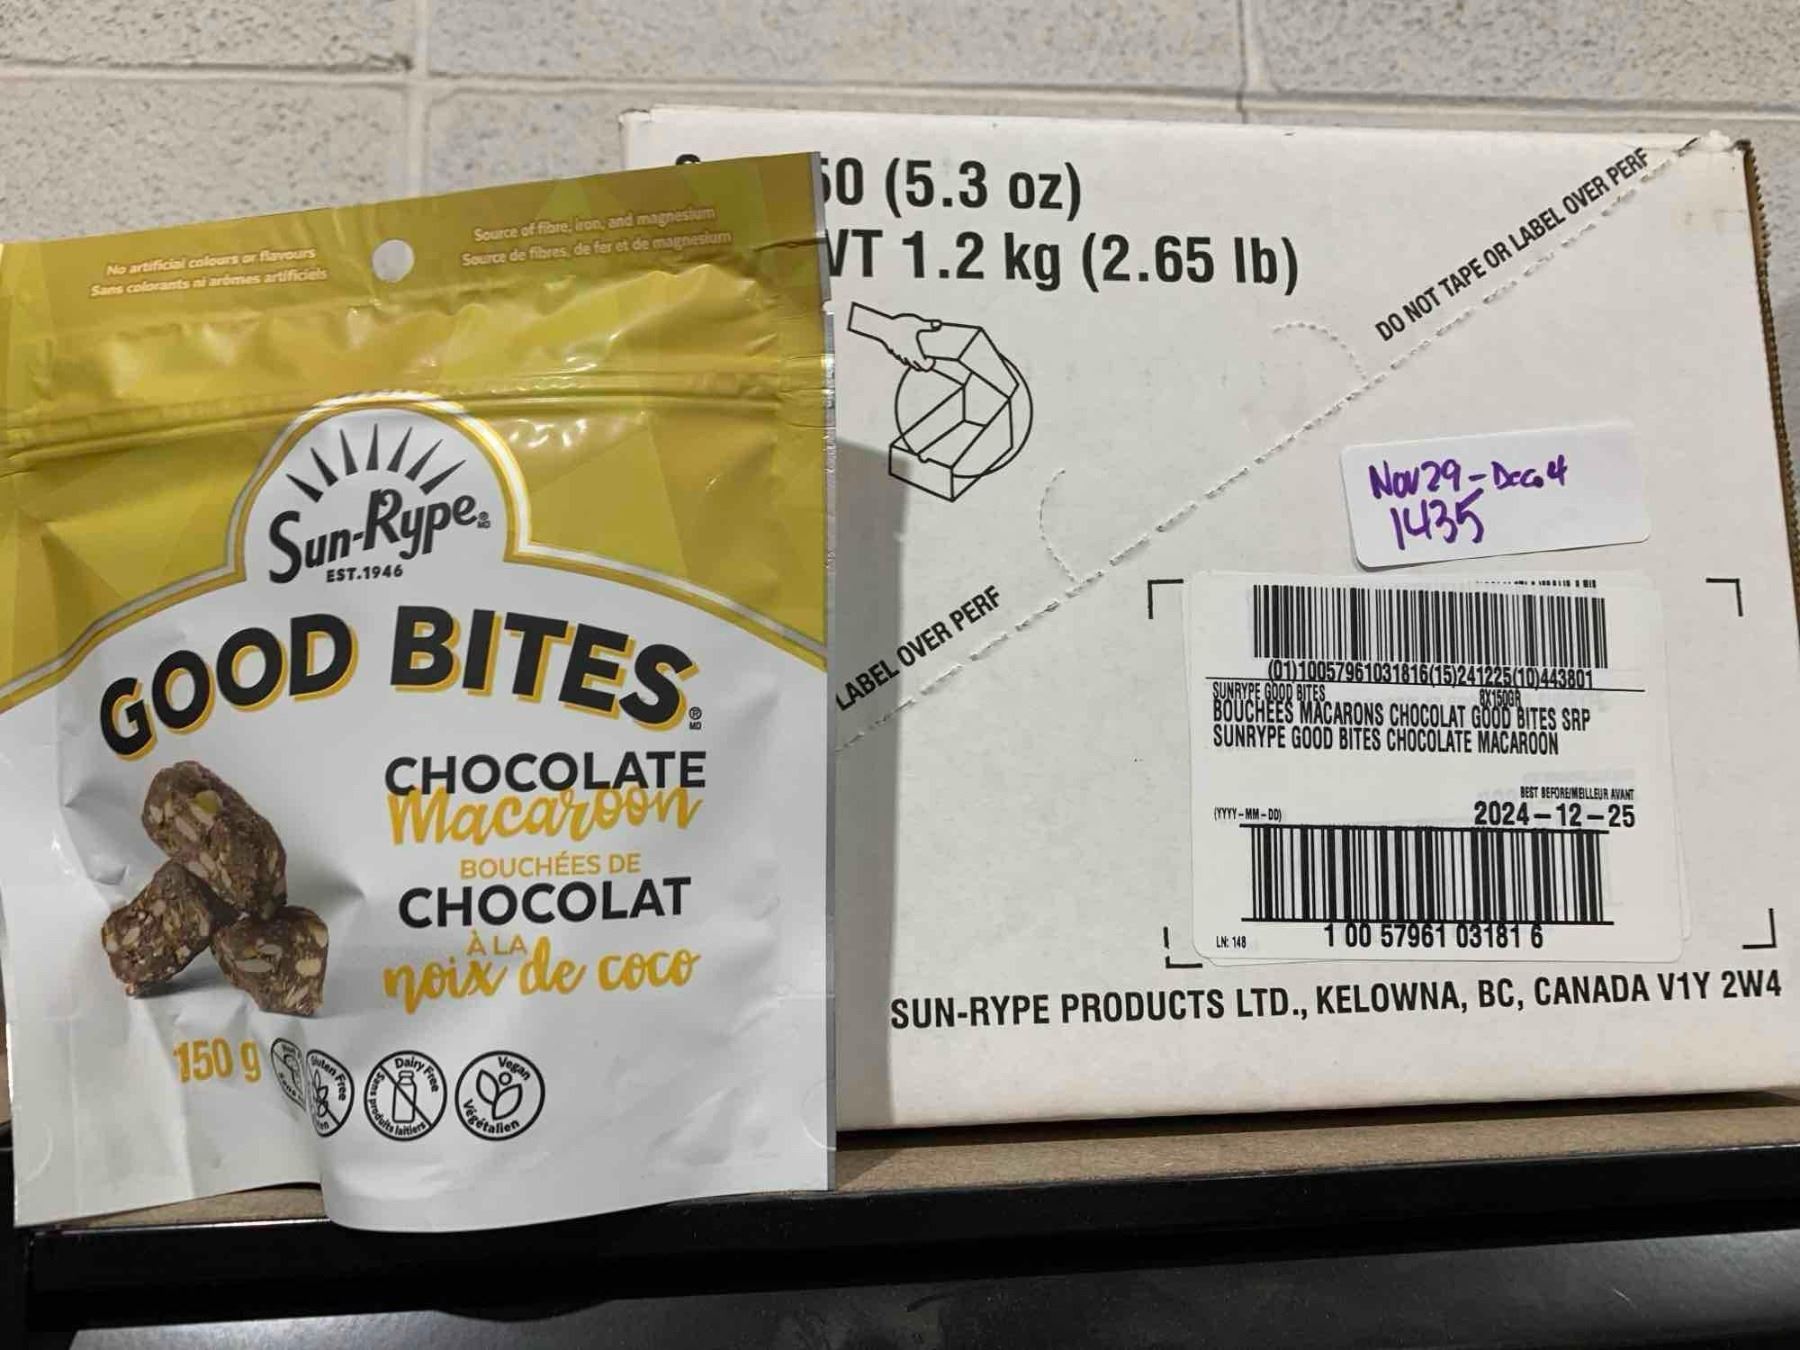 No artificial colours or flavours
Sans colorants ni arômes artificiels
Source of fibre, iron, and magnesium
Source de fibres, de fer et de magnesium
Sun-Rype
EST.1946
GOOD BITES
CHOCOLATE
Macaroon
BOUCHÉES DE
CHOCOLAT
À LA
noix de coco
150 g
Gluten Free
Dairy Free
Sans produits laitiers
Vegan
Végétalien
50 (5.3 oz)
1.2 kg (2.65 lb)
DO NOT TAPE OR LABEL OVER PERF
LABEL OVER PERF
Nov 29 - Dec. 4
1435
(01)10057961031816(15)241225(10)443801
SUNRYPE GOOD BITES 8X150GR
BOUCHÉES MACARONS CHOCOLAT GOOD BITES SRP
SUNRYPE GOOD BITES CHOCOLATE MACAROON
BEST BEFORE/MEILLEUR AVANT
(YYYY-MM-DD) 2024-12-25
LN: 148 1 00 57961 03181 6
SUN-RYPE PRODUCTS LTD., KELOWNA, BC, CANADA V1Y 2W4